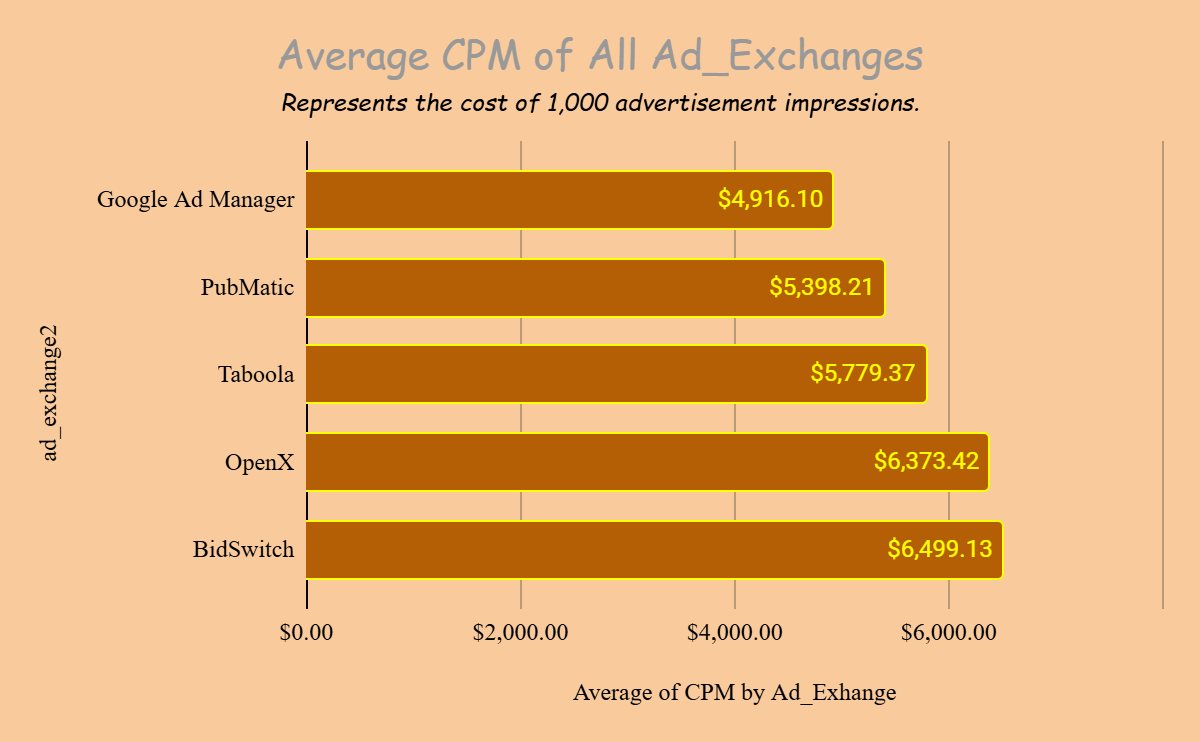 Average CPM of All Ad_Exchanges
Represents the cost of 1,000 advertisement impressions.
ad_exchange2
Google Ad Manager
$4,916.10
PubMatic
$5,398.21
Taboola
$5,779.37
OpenX
$6,373.42
BidSwitch
$6,499.13
$0.00
$2,000.00
$4,000.00
$6,000.00
Average of CPM by Ad_Exhange